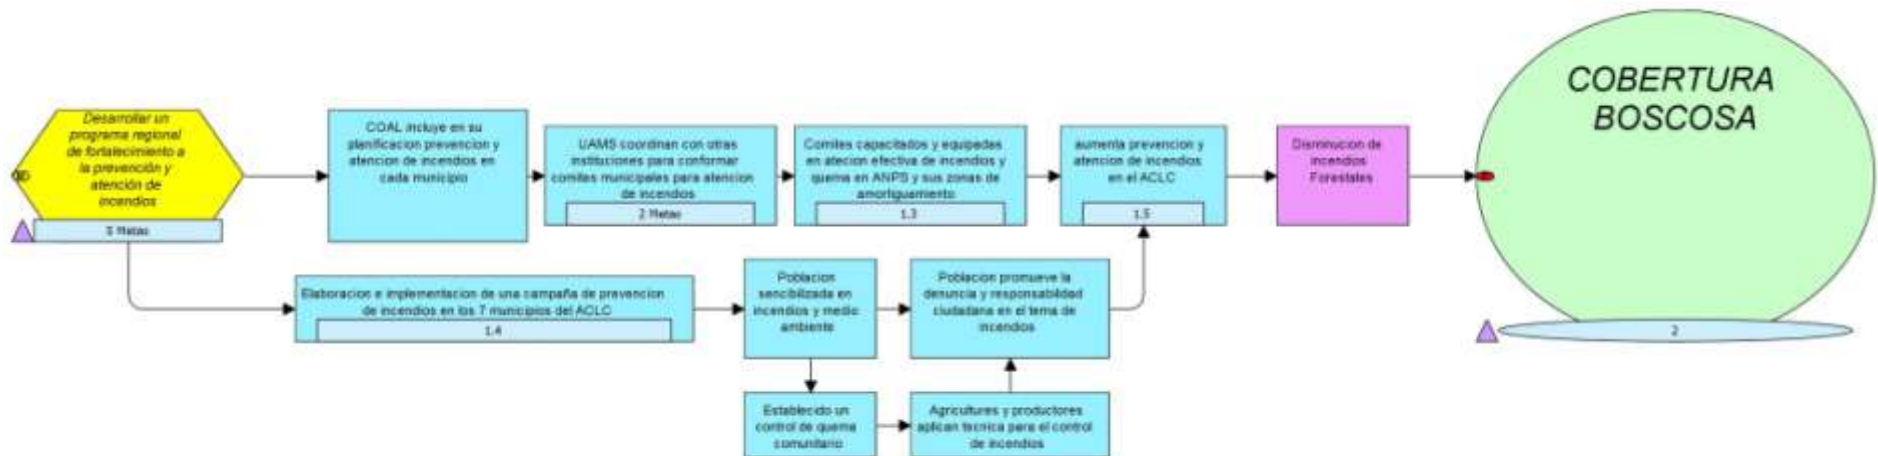 Desarrollar un
programa regional
de fortalecimiento a
la prevención y
atención de
incendios
5 Metas
COAL incluye en su
planificacion prevencion y
atencion de incendios en
cada municipio
UAMS coordinan con otras
instituciones para conformar
comites municipales para atencion
de incendios
2 Metas
Comites capacitados y equipadas
en atecion efectiva de incendios y
quema en ANPS y sus zonas de
amortiguamiento
1.3
aumenta prevencion y
atencion de incendios
en el ACLC
1.5
Disminucion de
incendios
Forestales
COBERTURA
BOSCOSA
2
Elaboracion e implementacion de una campaña de prevencion
de incendios en los 7 municipios del ACLC
1.4
Poblacion
sencibilizada en
incendios y medio
ambiente
Poblacion promueve la
denuncia y responsabilidad
ciudadana en el tema de
incendios
Establecido un
control de quema
comunitario
Agricultures y productores
aplican tecnica para el control
de incendios